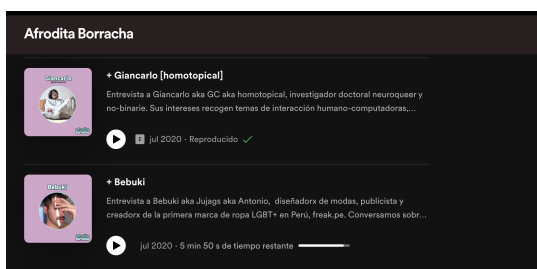 Afrodita Borracha
Giancarlo
+ Giancarlo [homotopical]
Entrevista a Giancarlo aka GC aka homotopical, investigador doctoral neuroqueer y
no-binarie. Sus intereses recogen temas de interacción humano-computadoras,...
E jul 2020 · Reproducido
Bebuki
+ Bebuki
Entrevista a Bebuki aka Jujags aka Antonio, diseñadorx de modas, publicista y
creadorx de la primera marca de ropa LGBT+ en Perú, freak.pe. Conversamos sobr...
jul 2020 · 5 min 50 s de tiempo restante